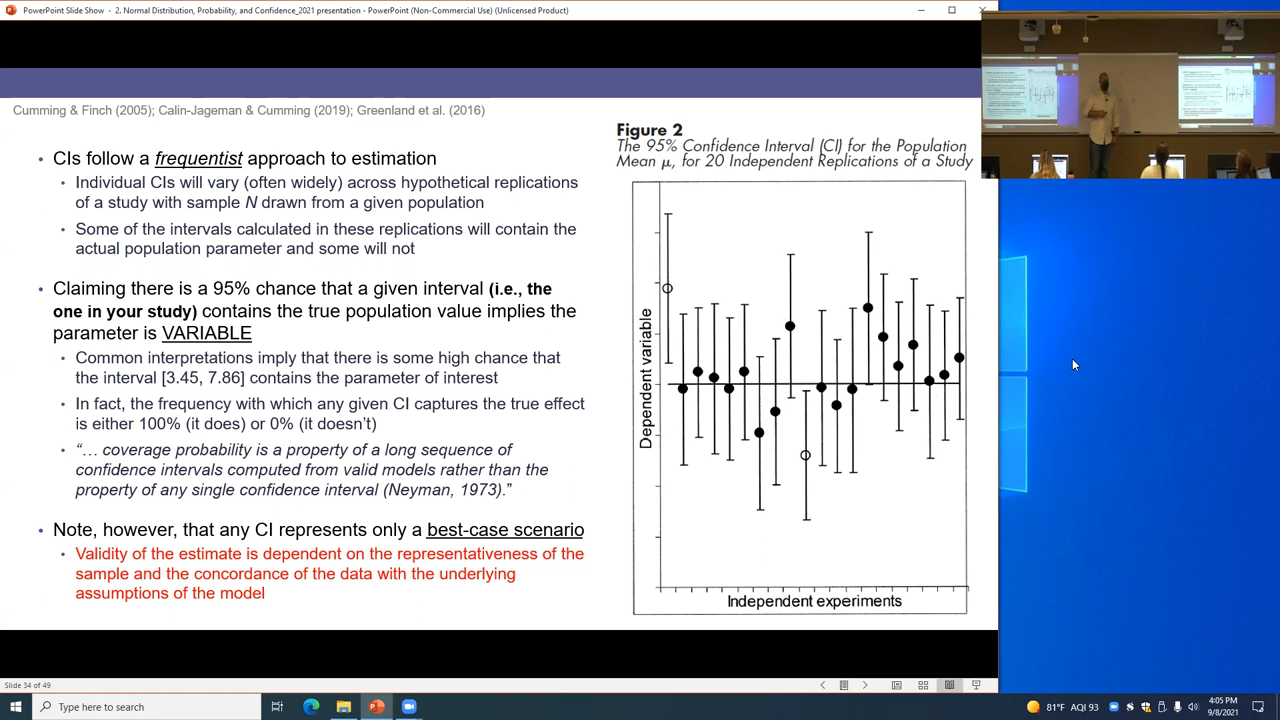 PowerPoint Slide Show - 2. Normal Distribution, Probability, and Confidence_2021 presentation - PowerPoint (Non-Commercial Use) (Unlicensed Product)
Cumming & Finch (2005); Calin-Jageman & Cumming (2019); Greenland et al. (2016)
• CIs follow a frequentist approach to estimation
• Individual CIs will vary (often widely) across hypothetical replications
of a study with sample N drawn from a given population
• Some of the intervals calculated in these replications will contain the
actual population parameter and some will not
• Claiming there is a 95% chance that a given interval (i.e., the
one in your study) contains the true population value implies the
parameter is VARIABLE
• Common interpretations imply that there is some high chance that
the interval [3.45, 7.86] contains the parameter of interest
• In fact, the frequency with which any given CI captures the true effect
is either 100% (it does) or 0% (it doesn't)
• "… coverage probability is a property of a long sequence of
confidence intervals computed from valid models rather than the
property of any single confidence interval (Neyman, 1973)."
• Note, however, that any CI represents only a best-case scenario
• Validity of the estimate is dependent on the representativeness of the
sample and the concordance of the data with the underlying
assumptions of the model
Figure 2
The 95% Confidence Interval (CI) for the Population
Mean μ, for 20 Independent Replications of a Study
Dependent variable
Independent experiments
Slide 34 of 49
Type here to search
81°F AQI 93
4:05 PM
9/8/2021